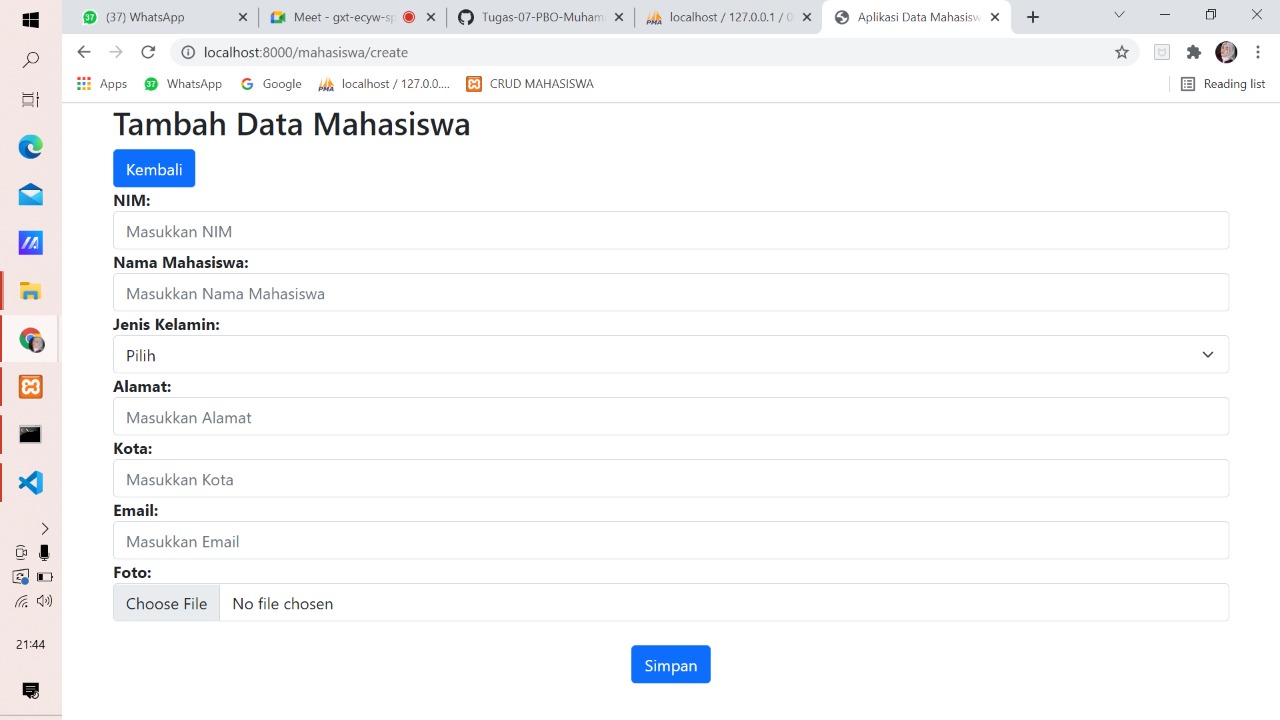 (37) WhatsApp
Meet - gxt-ecyw-sp
Tugas-07-PBO-Muham
localhost / 127.0.0.1 / 0
Aplikasi Data Mahasisw
localhost:8000/mahasiswa/create
Apps
WhatsApp
Google
localhost / 127.0.0....
CRUD MAHASISWA
Reading list
Tambah Data Mahasiswa
Kembali
NIM:
Masukkan NIM
Nama Mahasiswa:
Masukkan Nama Mahasiswa
Jenis Kelamin:
Pilih
Alamat:
Masukkan Alamat
Kota:
Masukkan Kota
Email:
Masukkan Email
Foto:
Choose File No file chosen
Simpan
21:44